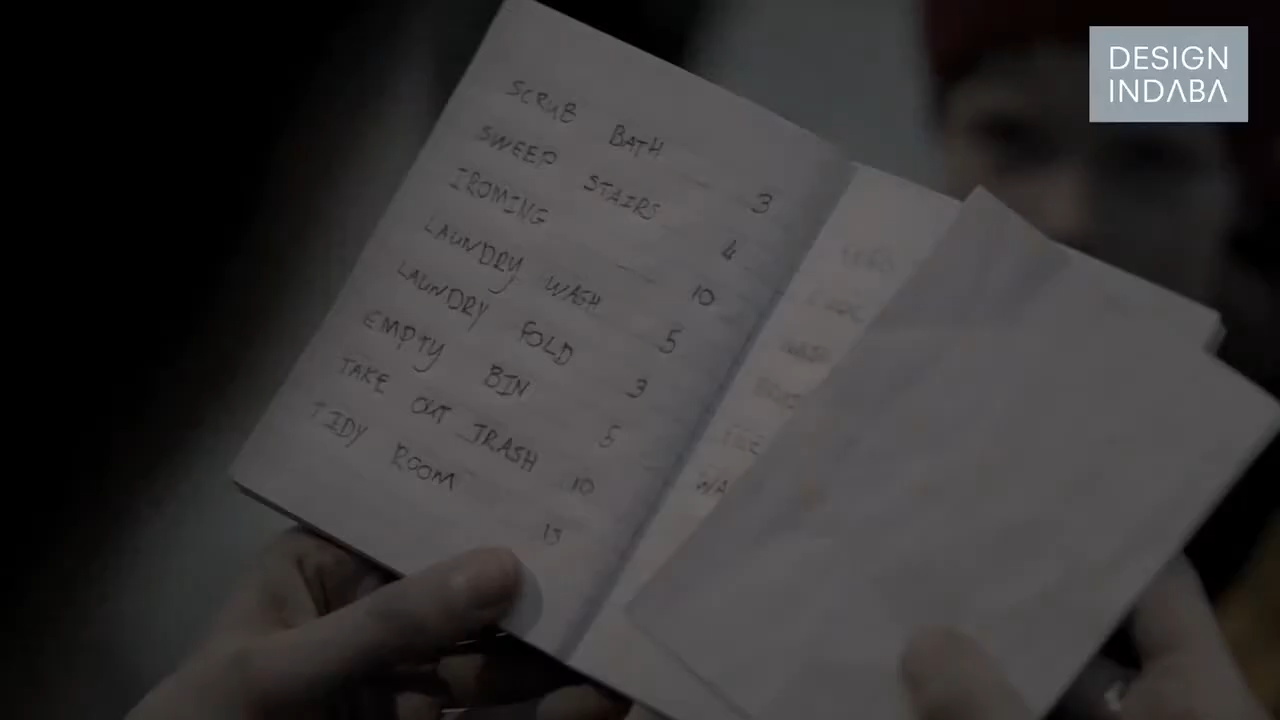 DESIGN
INDABA
SCRUB BATH 3
SWEEP STAIRS 4
IRONING 10
LAUNDRY WASH 5
LAUNDRY FOLD 3
EMPTY BIN 5
TAKE OUT TRASH 10
TIDY ROOM 15
WA